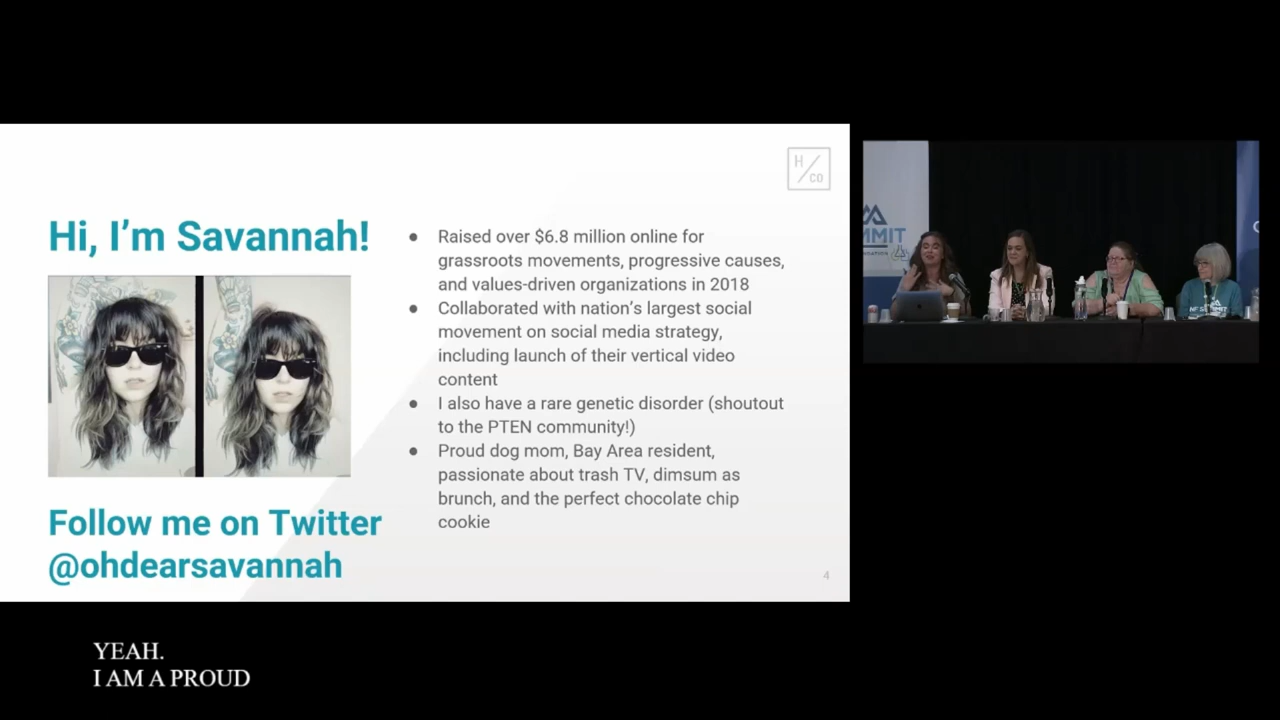 H
CO
Hi, I'm Savannah!
Follow me on Twitter
@ohdearsavannah
● Raised over $6.8 million online for
grassroots movements, progressive causes,
and values-driven organizations in 2018
● Collaborated with nation's largest social
movement on social media strategy,
including launch of their vertical video
content
● I also have a rare genetic disorder (shoutout
to the PTEN community!)
● Proud dog mom, Bay Area resident,
passionate about trash TV, dimsum as
brunch, and the perfect chocolate chip
cookie
4
NF SUMMIT
YEAH.
I AM A PROUD